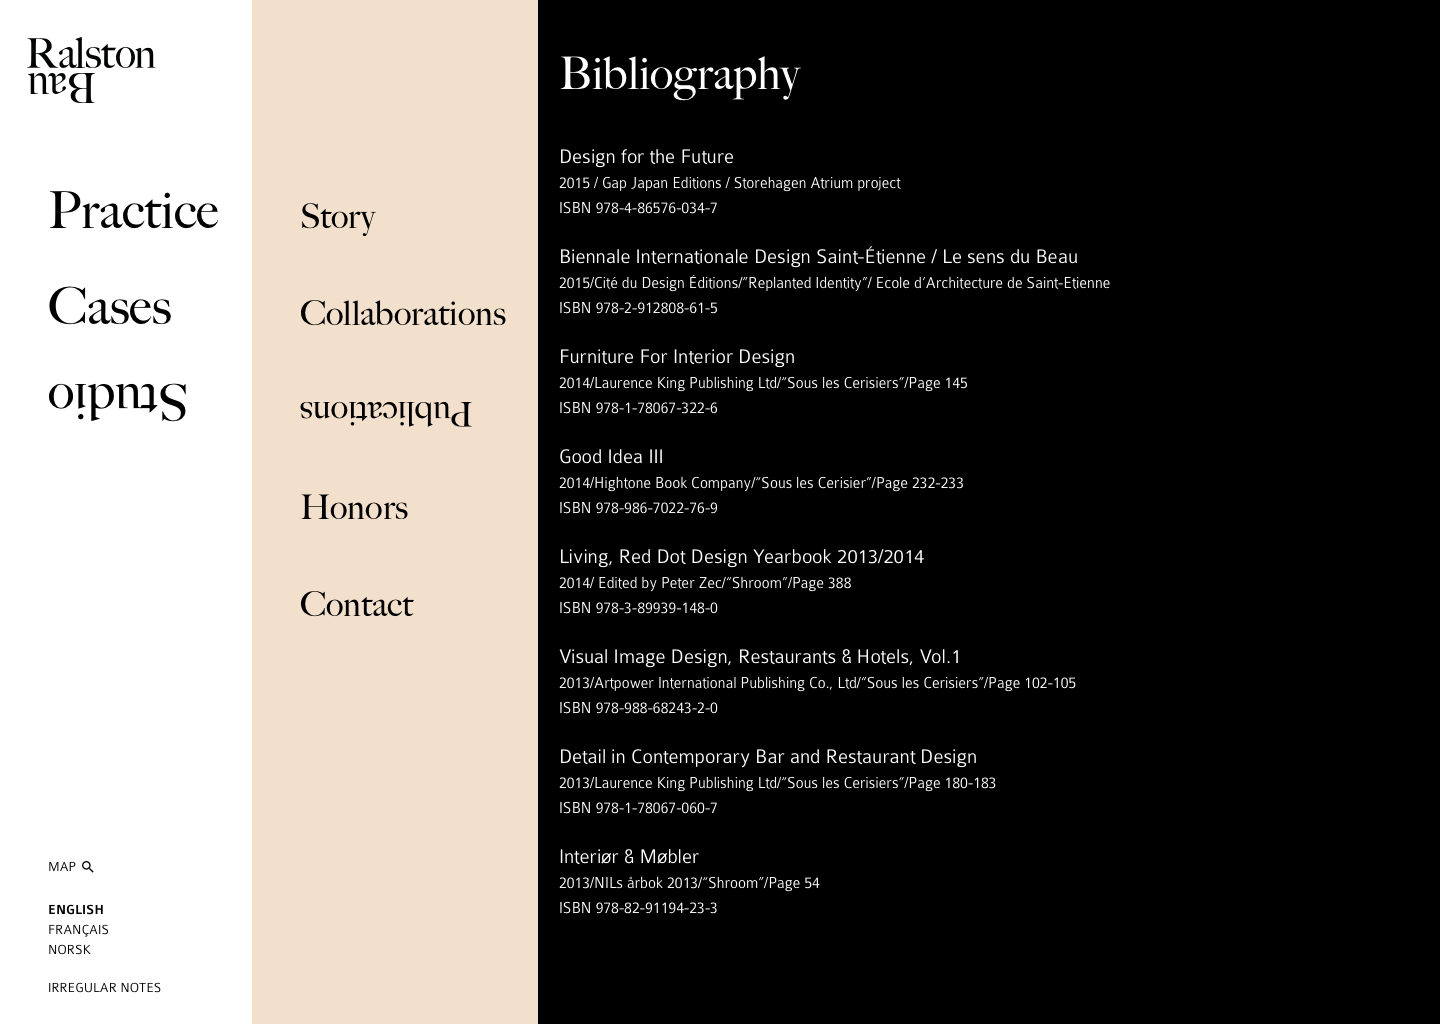 Ralston
Bau
Practice
Cases
Studio
MAP
ENGLISH
FRANÇAIS
NORSK
IRREGULAR NOTES
Story
Collaborations
Publications
Honors
Contact
Bibliography
Design for the Future
2015 / Gap Japan Editions / Storehagen Atrium project
ISBN 978-4-86576-034-7
Biennale Internationale Design Saint-Étienne / Le sens du Beau
2015/Cité du Design Éditions/"Replanted Identity"/ Ecole d'Architecture de Saint-Etienne
ISBN 978-2-912808-61-5
Furniture For Interior Design
2014/Laurence King Publishing Ltd/"Sous les Cerisiers"/Page 145
ISBN 978-1-78067-322-6
Good Idea III
2014/Hightone Book Company/"Sous les Cerisier"/Page 232-233
ISBN 978-986-7022-76-9
Living, Red Dot Design Yearbook 2013/2014
2014/ Edited by Peter Zec/"Shroom"/Page 388
ISBN 978-3-89939-148-0
Visual Image Design, Restaurants & Hotels, Vol.1
2013/Artpower International Publishing Co., Ltd/"Sous les Cerisiers"/Page 102-105
ISBN 978-988-68243-2-0
Detail in Contemporary Bar and Restaurant Design
2013/Laurence King Publishing Ltd/"Sous les Cerisiers"/Page 180-183
ISBN 978-1-78067-060-7
Interiør & Møbler
2013/NILs årbok 2013/"Shroom"/Page 54
ISBN 978-82-91194-23-3